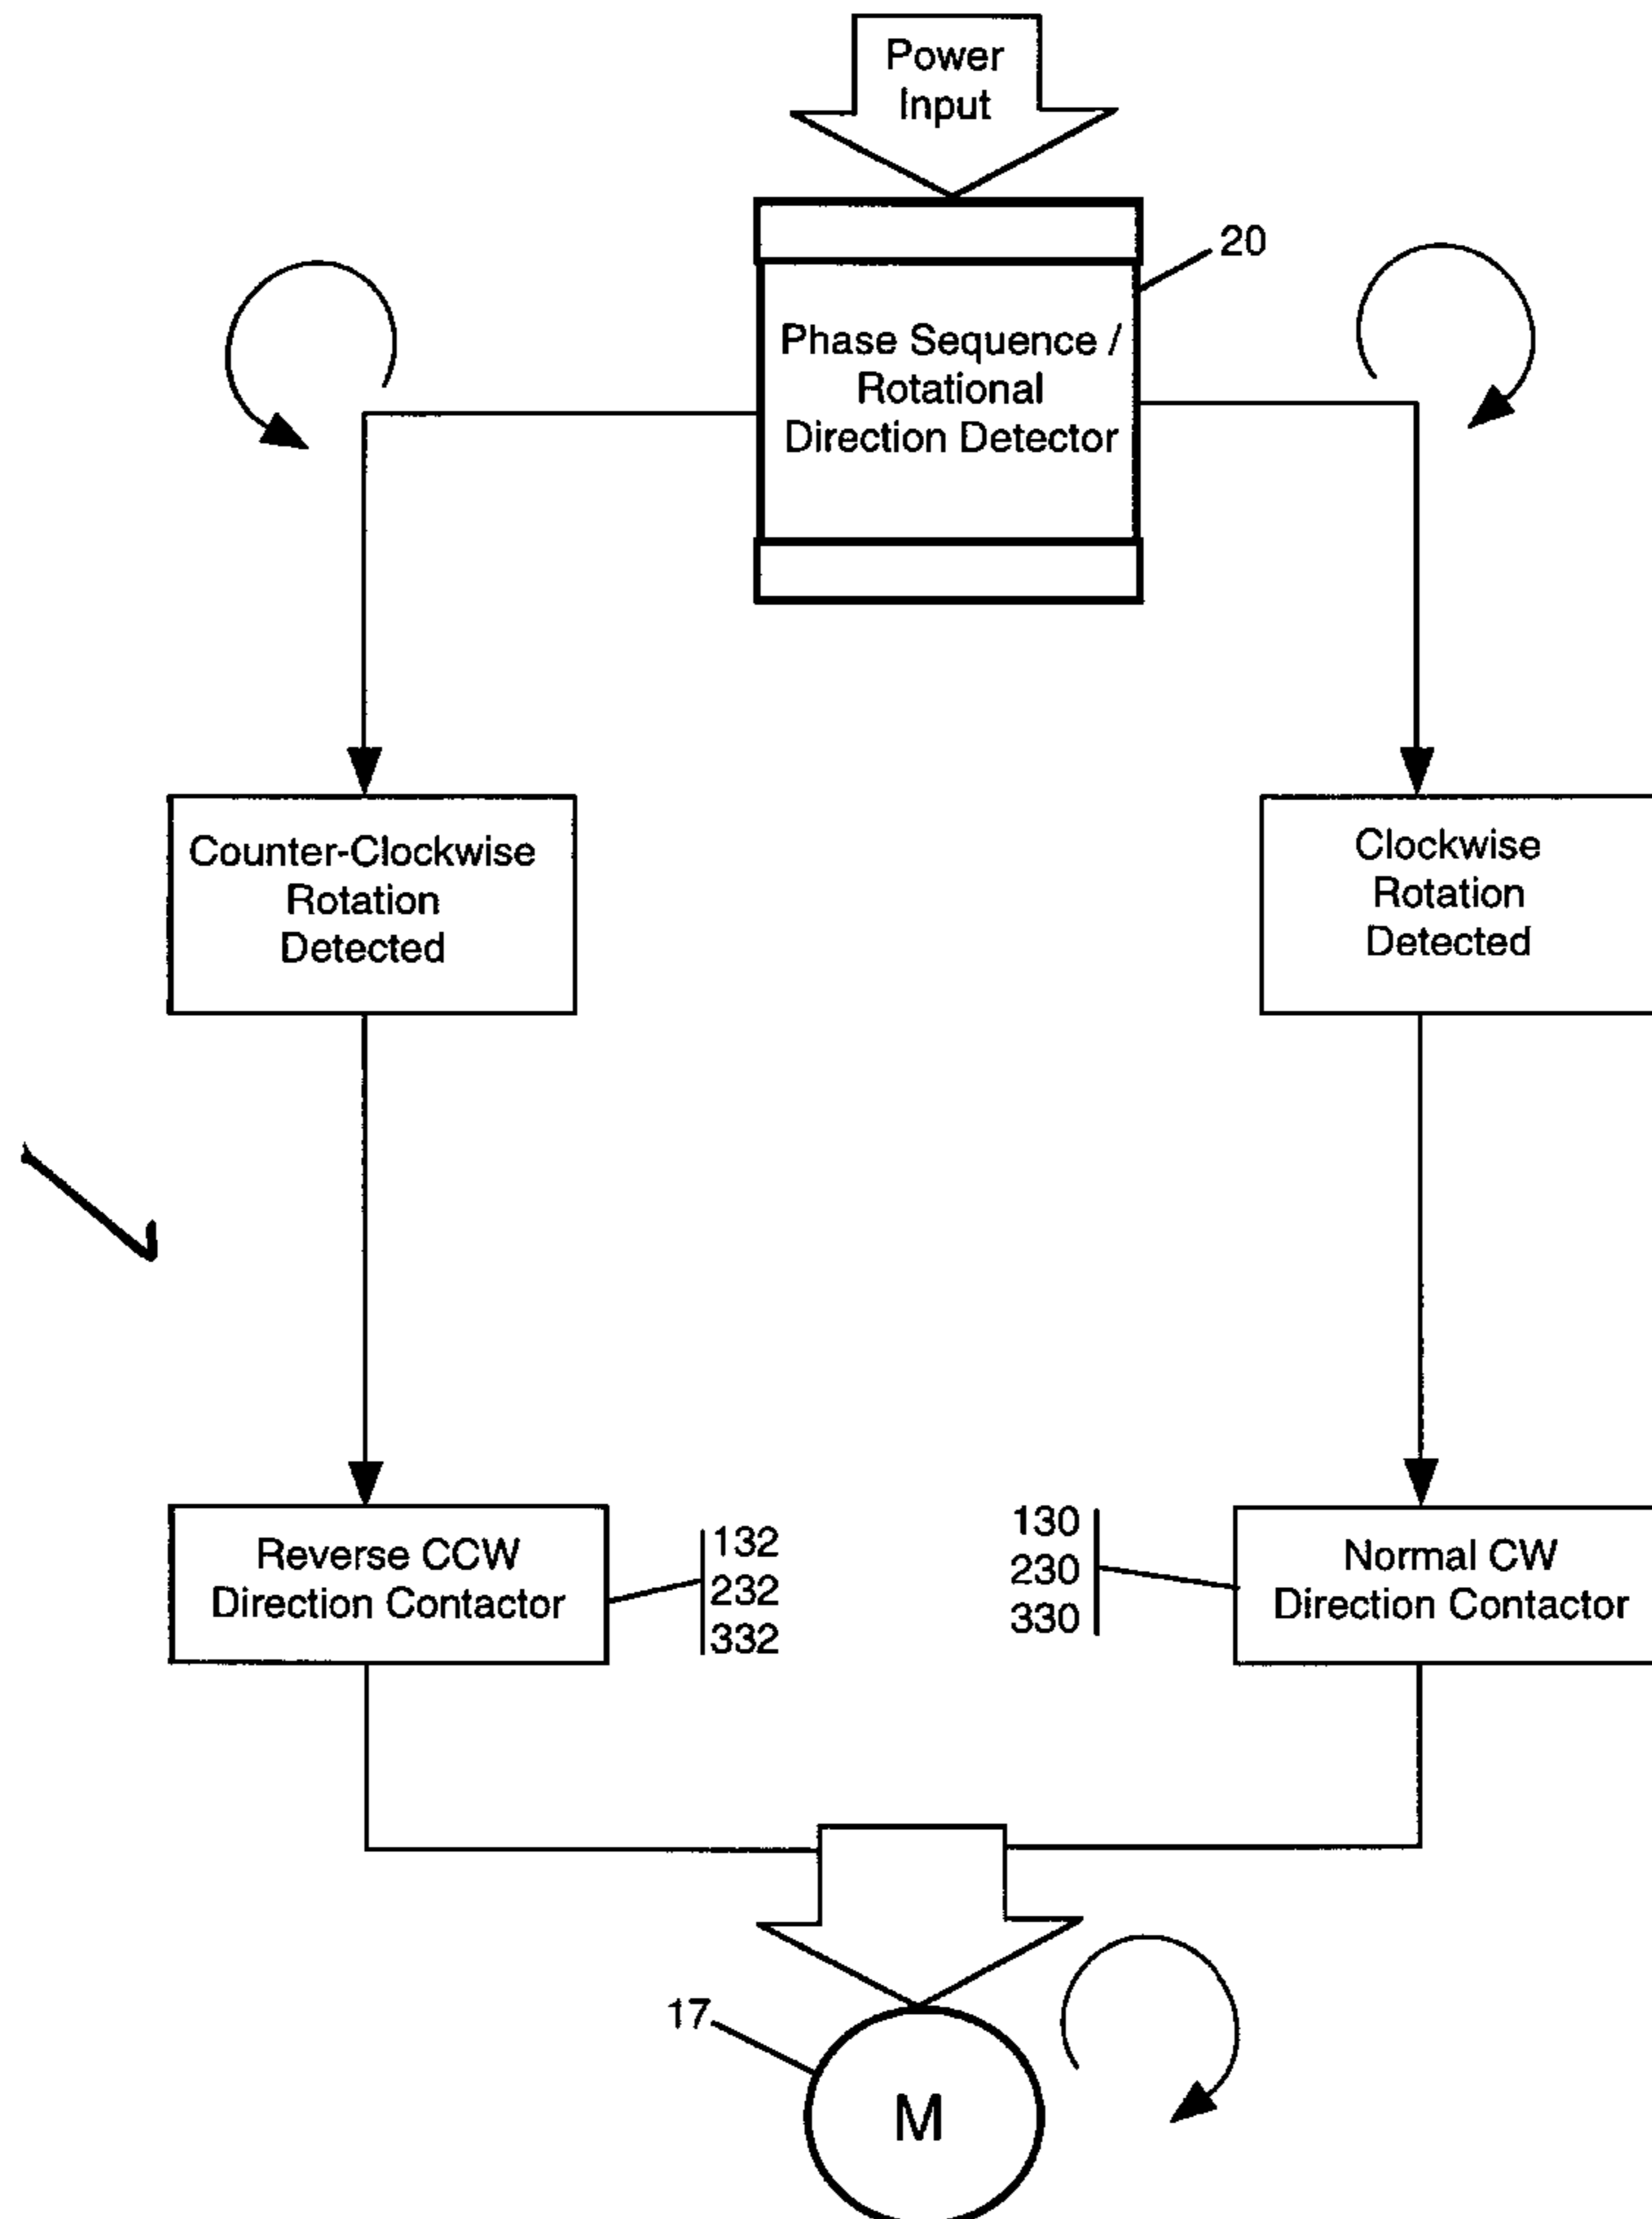 Power
Input
20
Phase Sequence /
Rotational
Direction Detector
Counter-Clockwise
Rotation
Detected
Clockwise
Rotation
Detected
Reverse CCW
Direction Contactor
132
232
332
130
230
330
Normal CW
Direction Contactor
17
M